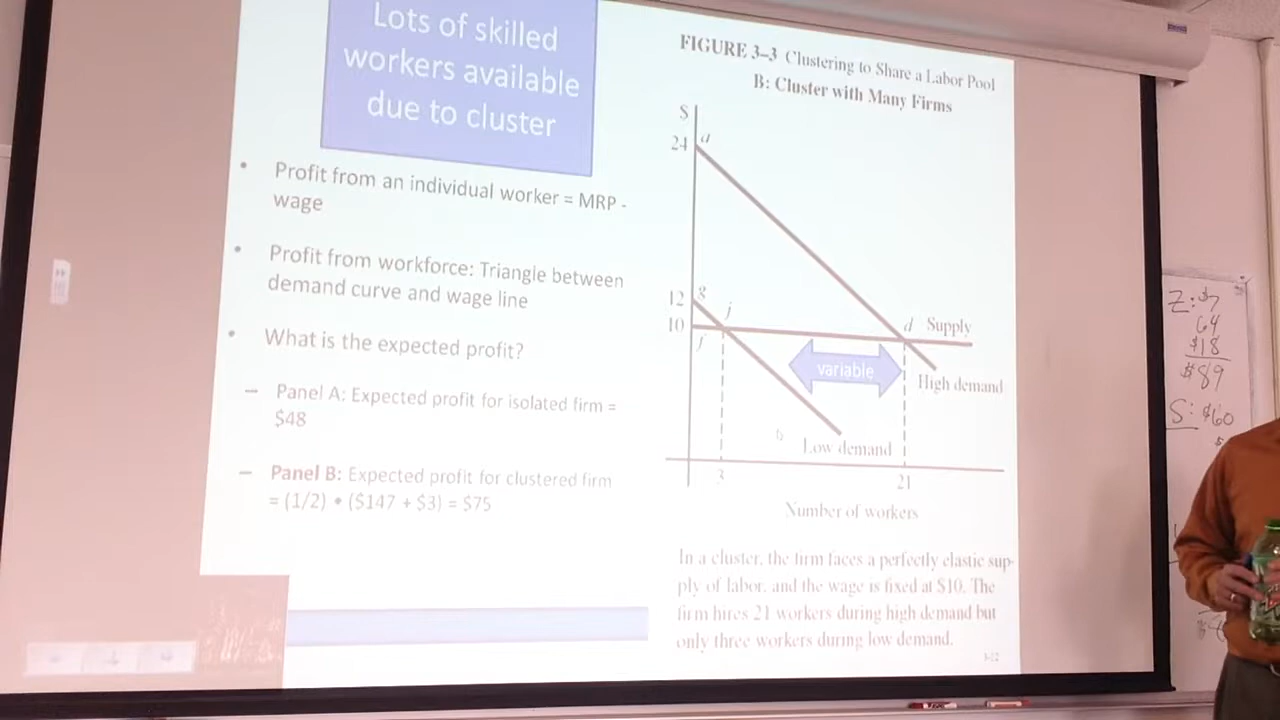 Lots of skilled
workers available
due to cluster
Profit from an individual worker = MRP -
wage
Profit from workforce: Triangle between
demand curve and wage line
What is the expected profit?
Panel A: Expected profit for isolated firm =
$48
Panel B: Expected profit for clustered firm
= (1/2) • ($147 + $3) = $75
FIGURE 3–3 Clustering to Share a Labor Pool
B: Cluster with Many Firms
$
24
a
12
g
j
10
f
d Supply
variable
High demand
b
Low demand
3
21
Number of workers
In a cluster, the firm faces a perfectly elastic sup-
ply of labor, and the wage is fixed at $10. The
firm hires 21 workers during high demand but
only three workers during low demand.
3-12
Z: $7
64
$18
$89
S: $60